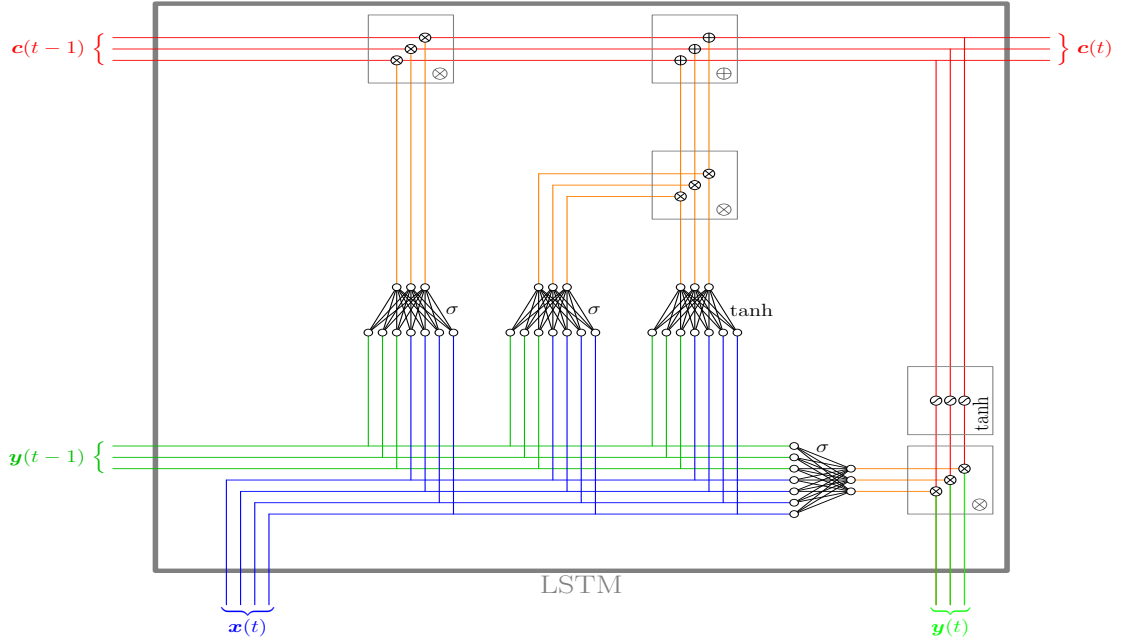 c(t − 1) {
} c(t)
σ
σ
tanh
tanh
y(t − 1) {
σ
LSTM
x(t)
y(t)